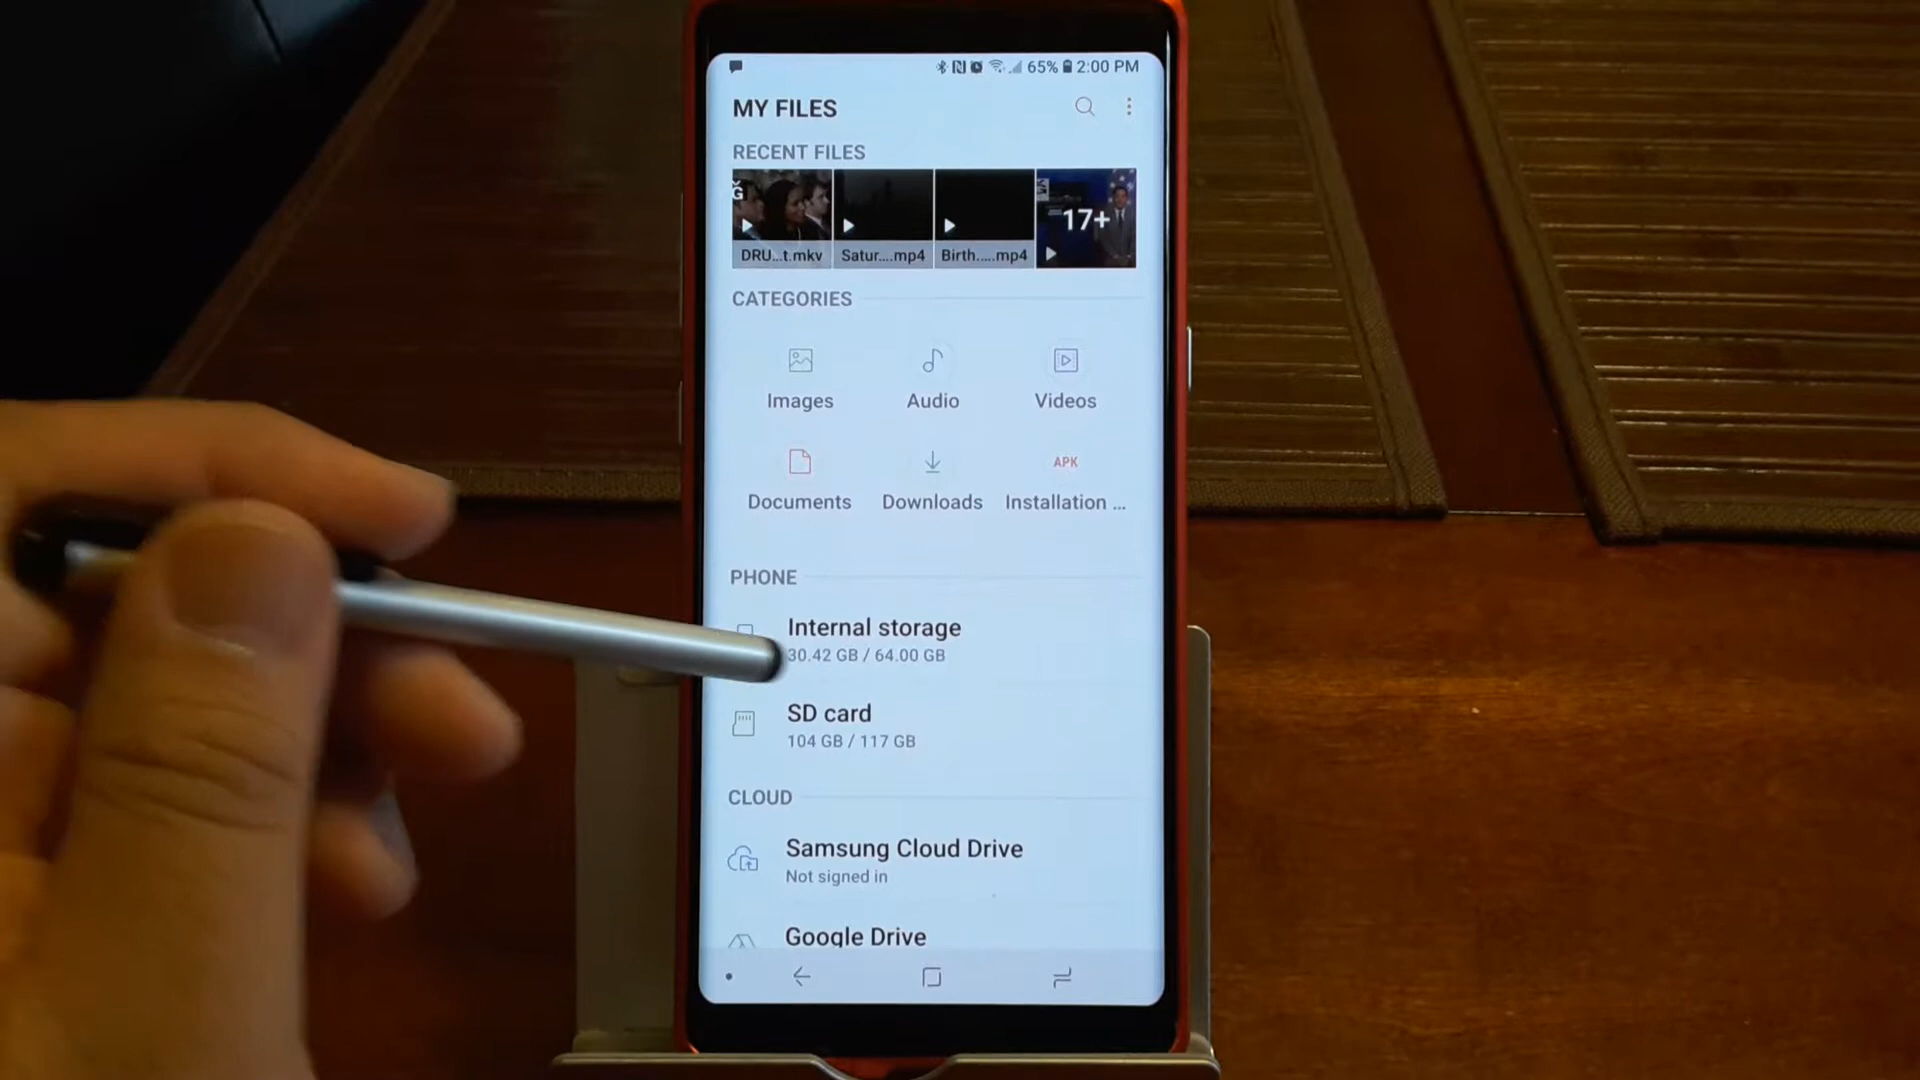 65% 2:00 PM
MY FILES
RECENT FILES
17+
DRU...t.mkv Satur....mp4 Birth.....mp4
CATEGORIES
Images Audio Videos
APK
Documents Downloads Installation ...
PHONE
Internal storage
30.42 GB / 64.00 GB
SD card
104 GB / 117 GB
CLOUD
Samsung Cloud Drive
Not signed in
Google Drive